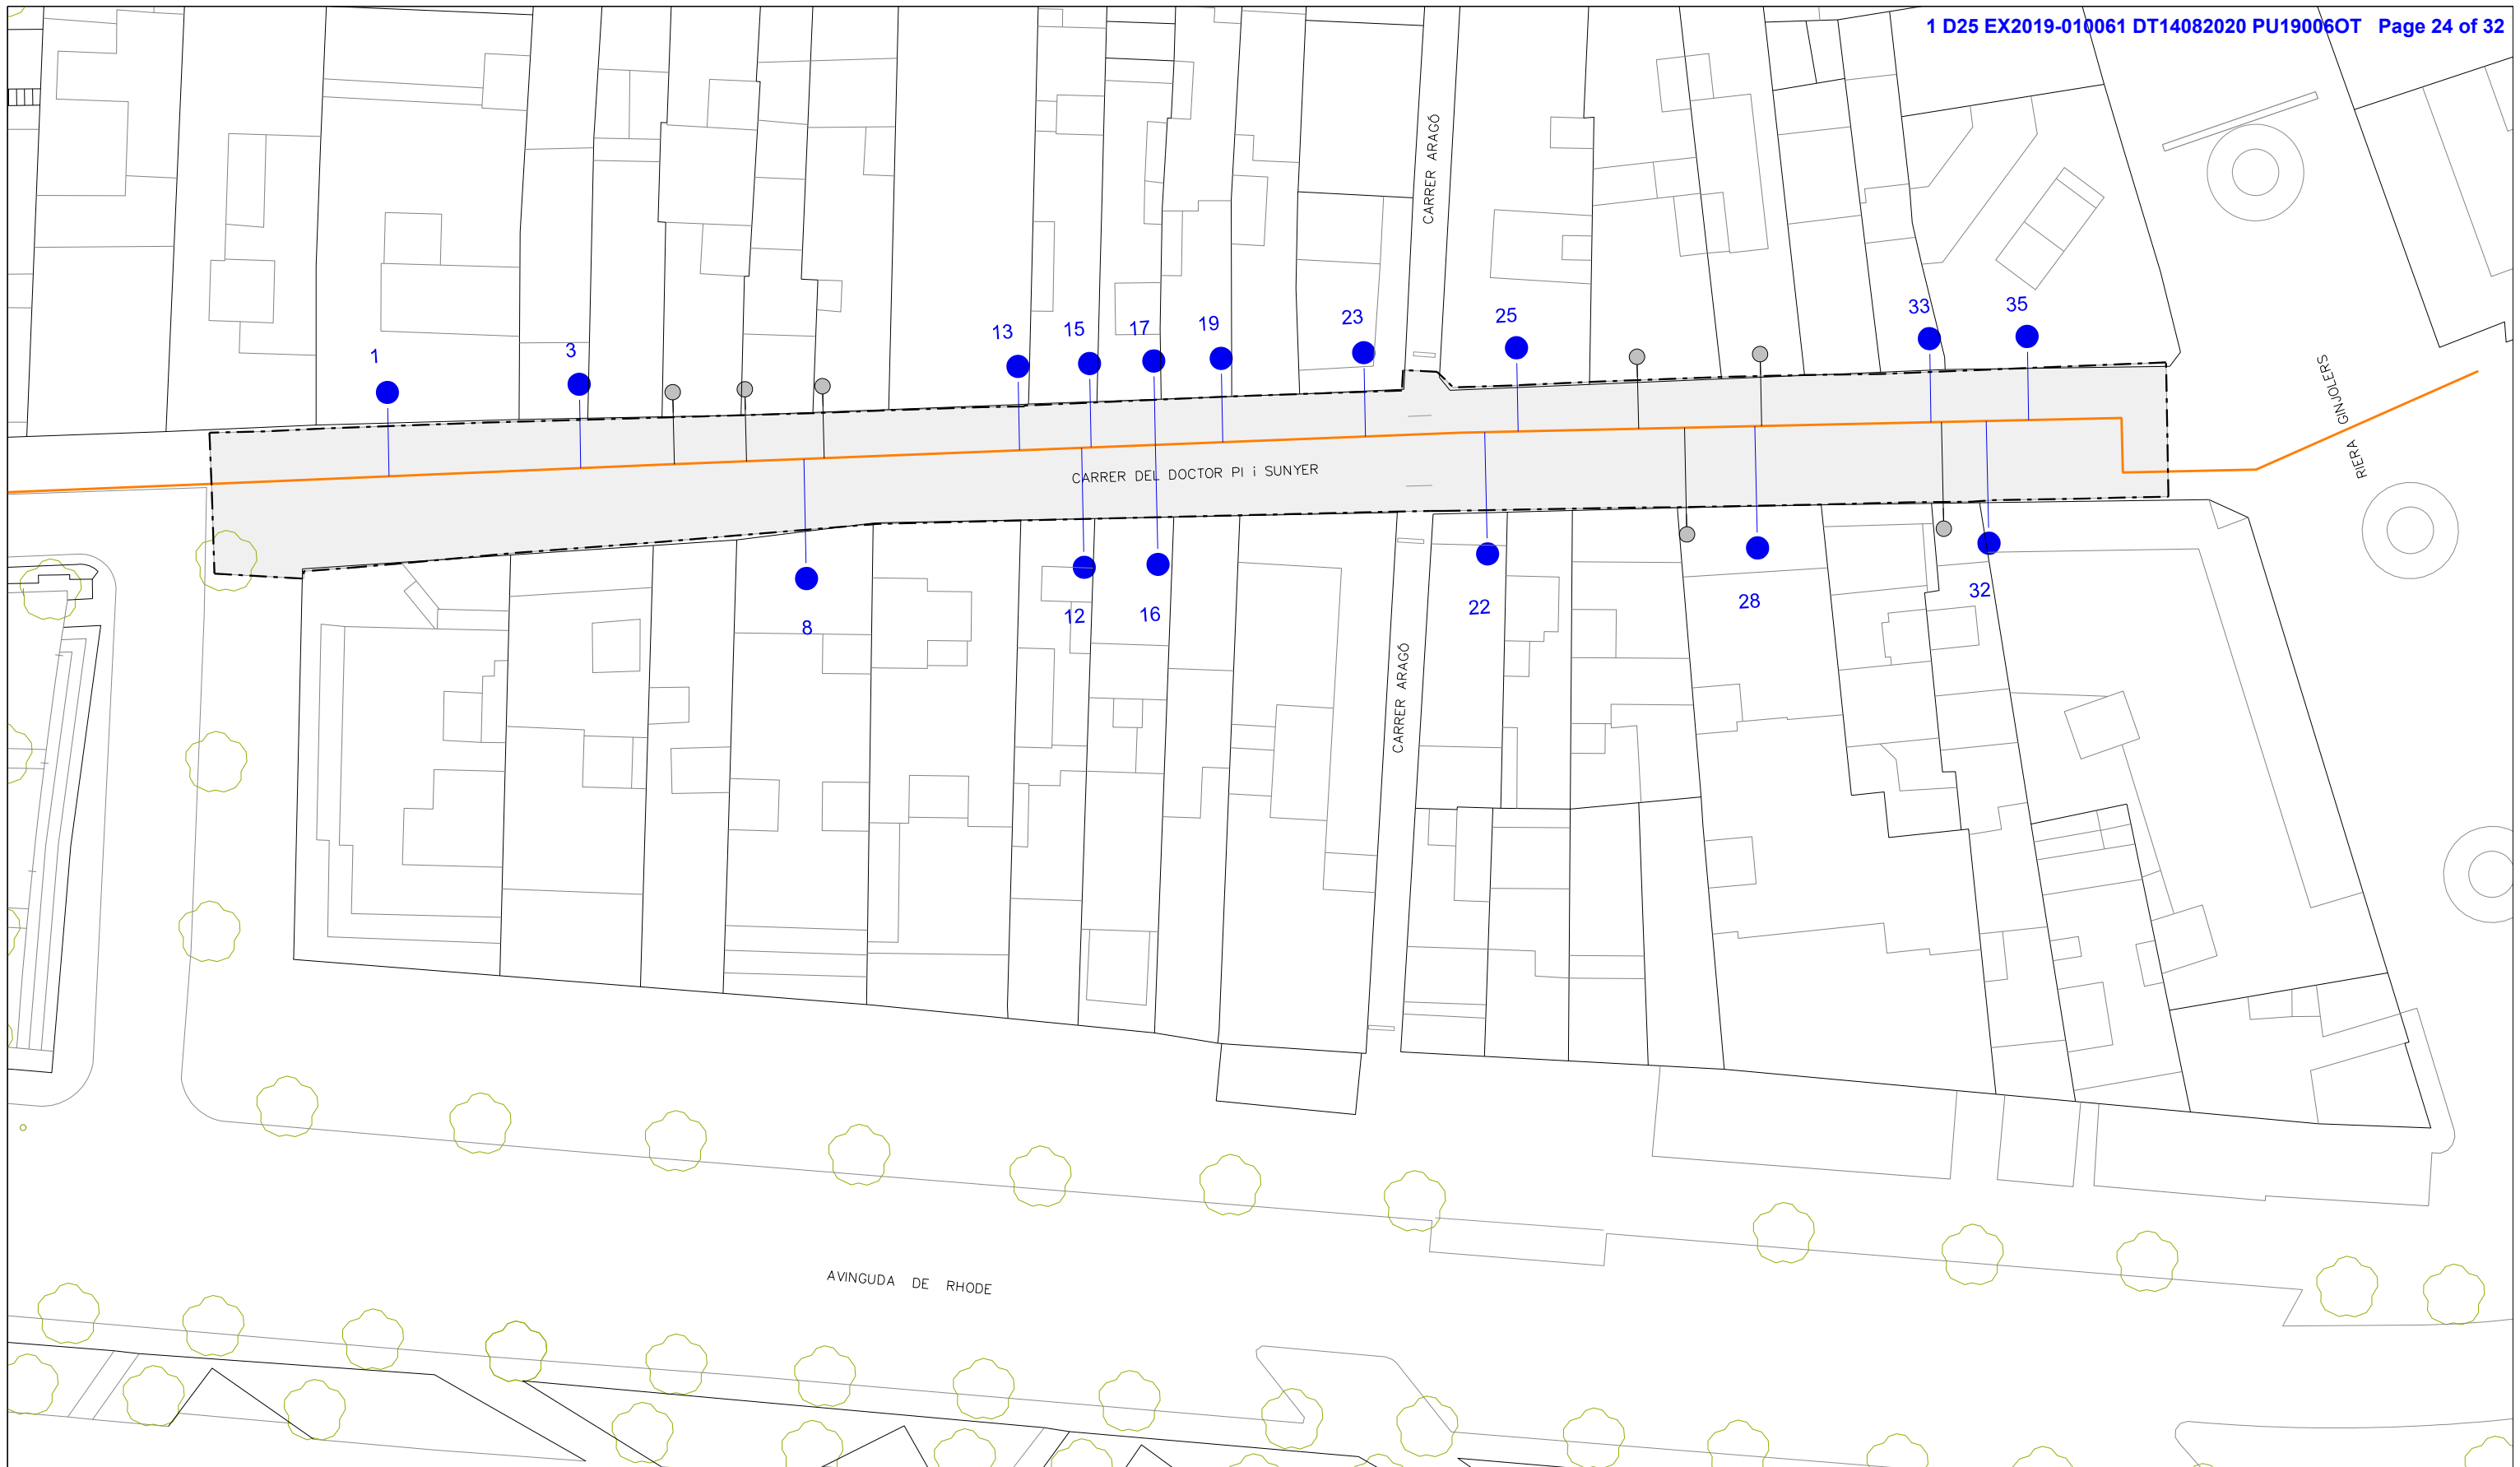 1 D25 EX2019-010061 DT14082020 PU19006OT Page 24 of 32
CARRER ARAGÓ
1
3
13
15
17
19
23
25
33
35
RIERA GINJOLERS
CARRER DEL DOCTOR PI i SUNYER
8
12
16
22
28
32
CARRER ARAGÓ
AVINGUDA DE RHODE